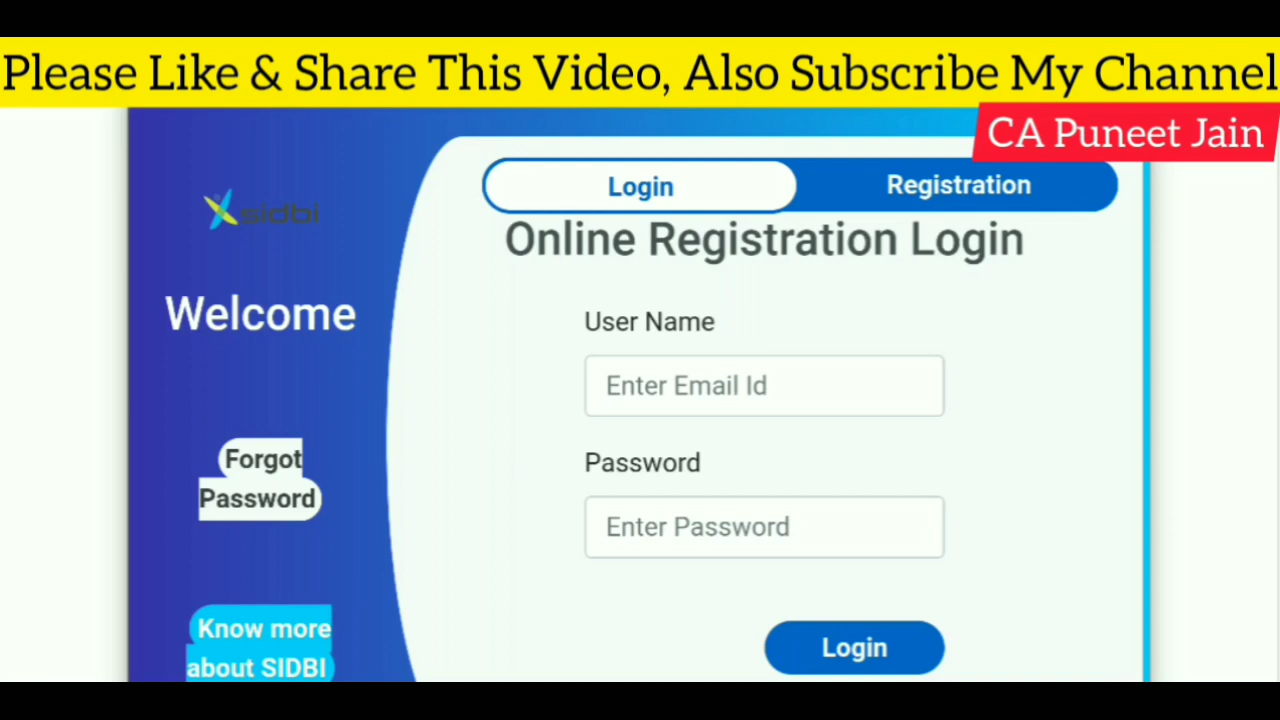 Please Like & Share This Video, Also Subscribe My Channel
CA Puneet Jain
Login
Registration
sidbi
Online Registration Login
Welcome
User Name
Enter Email Id
Forgot
Password
Password
Enter Password
Know more
about SIDBI
Login